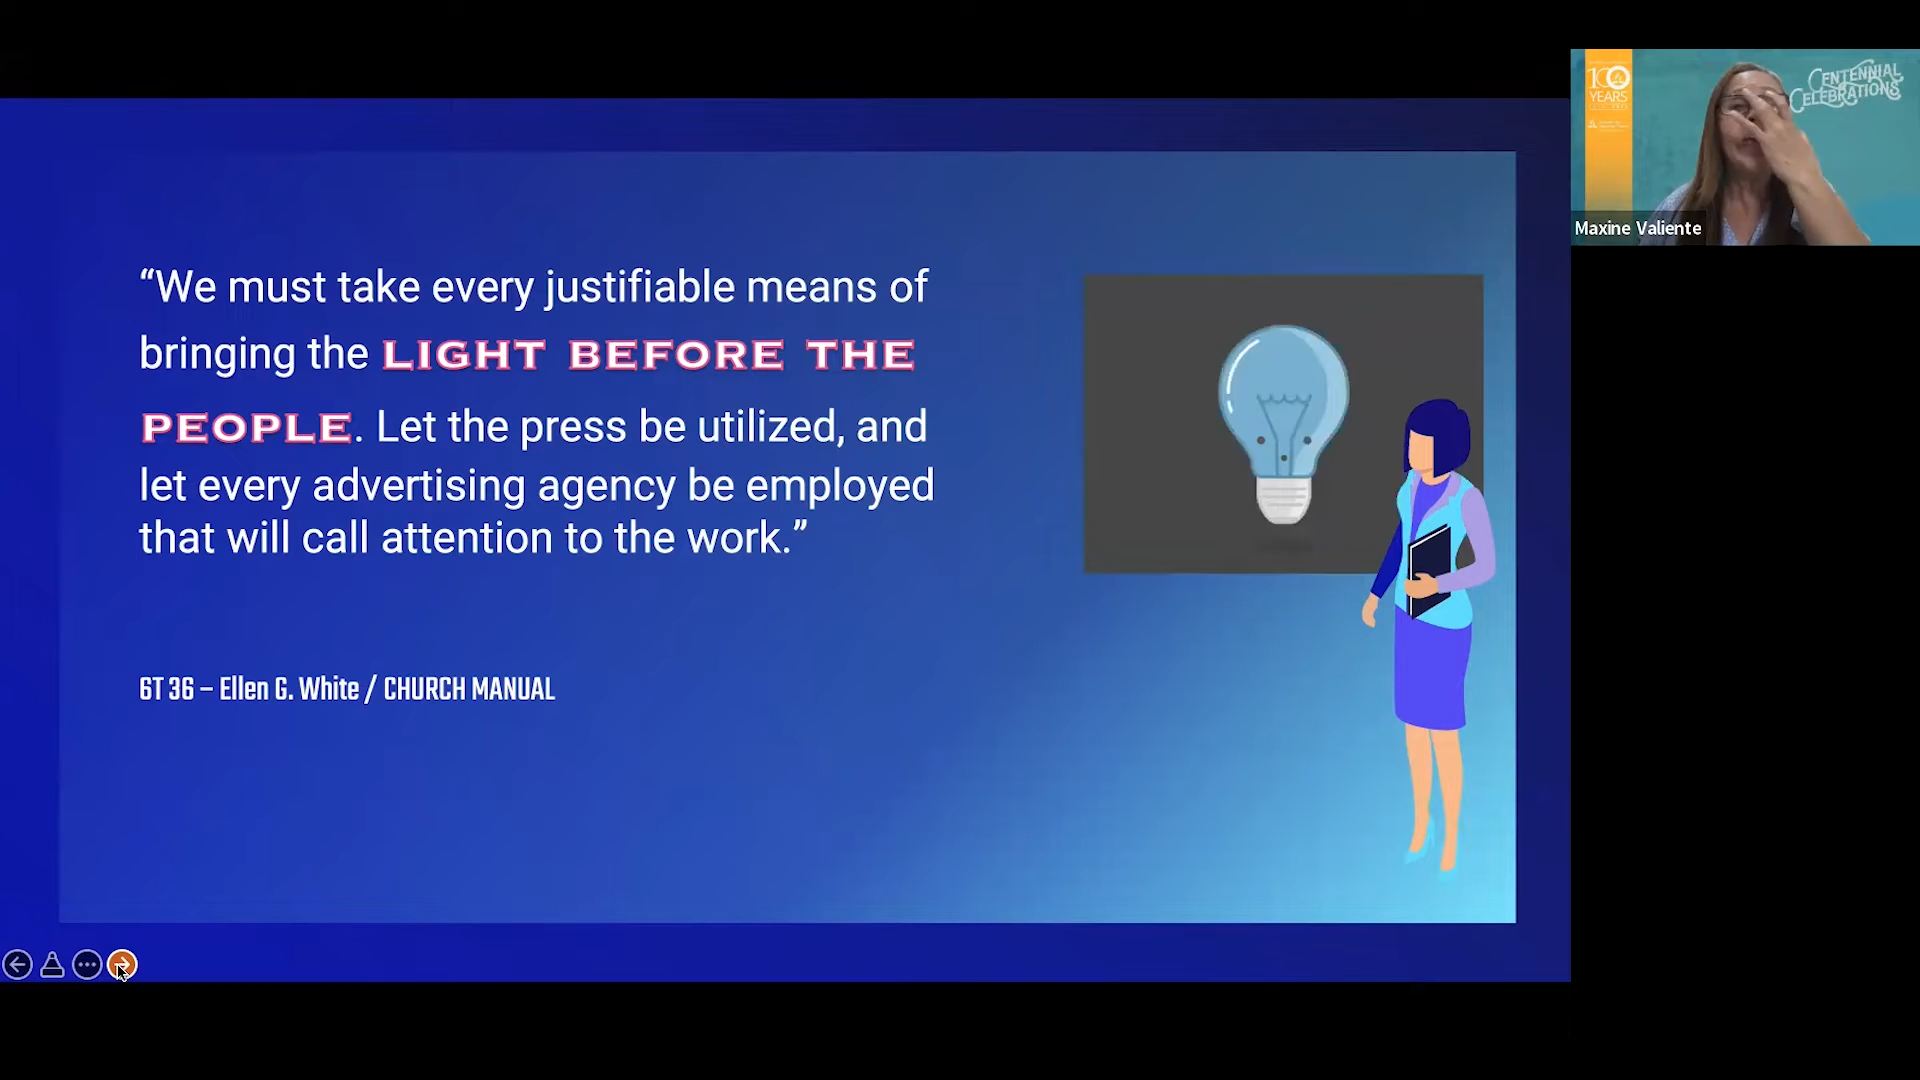 “We must take every justifiable means of
bringing the LIGHT BEFORE THE
PEOPLE. Let the press be utilized, and
let every advertising agency be employed
that will call attention to the work.”
6T 36 – Ellen G. White / CHURCH MANUAL
100
YEARS
CENTENNIAL
CELEBRATIONS
Maxine Valiente